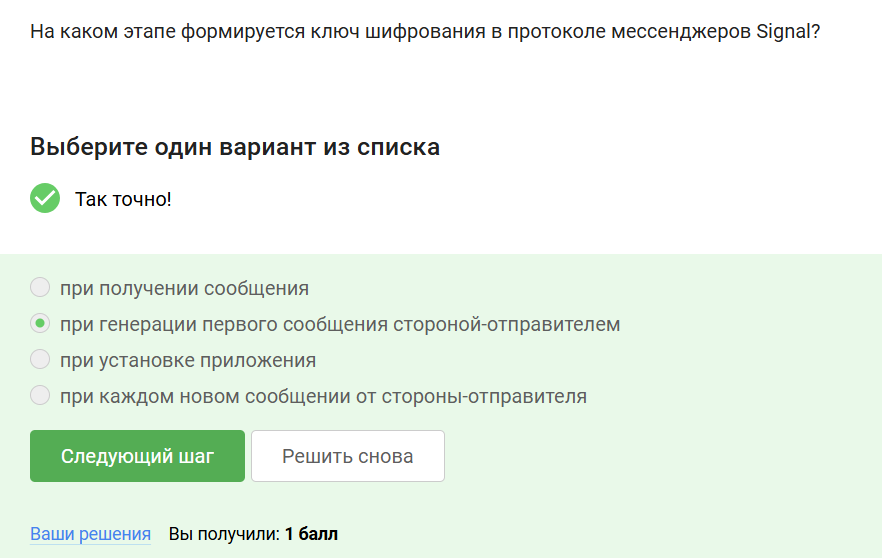 На каком этапе формируется ключ шифрования в протоколе мессенджеров Signal?
Выберите один вариант из списка
Так точно!
при получении сообщения
при генерации первого сообщения стороной-отправителем
при установке приложения
при каждом новом сообщении от стороны-отправителя
Следующий шаг
Решить снова
Ваши решения Вы получили: 1 балл